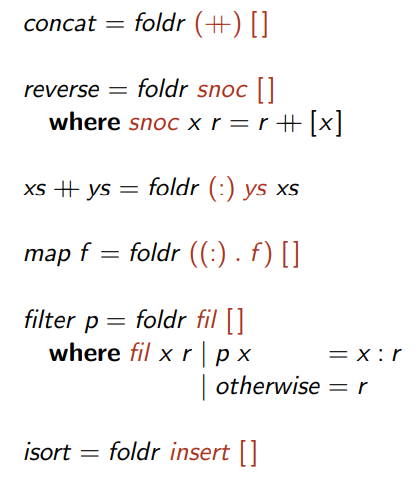 concat = foldr (++) []
reverse = foldr snoc []
where snoc x r = r ++ [x]
xs ++ ys = foldr (:) ys xs
map f = foldr ((:) . f) []
filter p = foldr fil []
where fil x r | p x = x : r
| otherwise = r
isort = foldr insert []